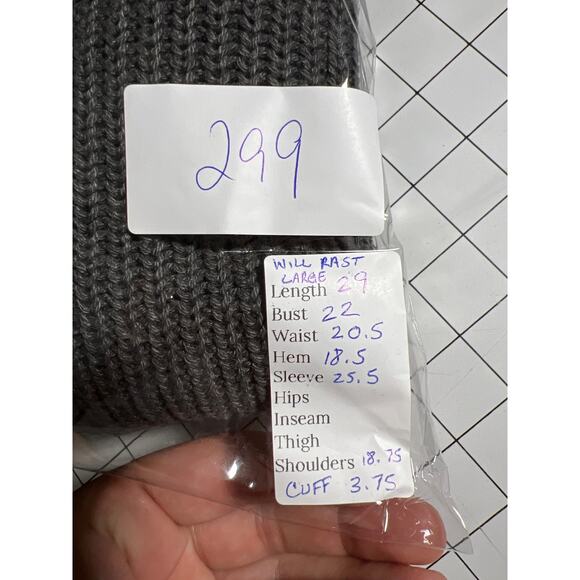 299
WILL RAST
LARGE
Length 29
Bust 22
Waist 20.5
Hem 18.5
Sleeve 25.5
Hips
Inseam
Thigh
Shoulders 18.75
CUFF 3.75